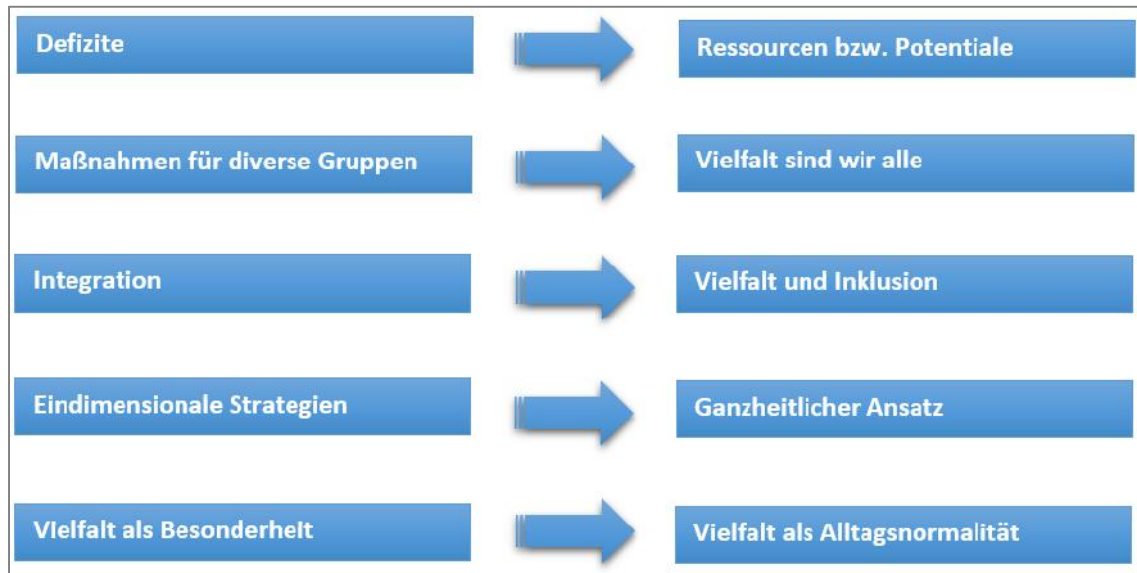 Defizite
Ressourcen bzw. Potentiale
Maßnahmen für diverse Gruppen
Vielfalt sind wir alle
Integration
Vielfalt und Inklusion
Eindimensionale Strategien
Ganzheitlicher Ansatz
Vielfalt als Besonderheit
Vielfalt als Alltagsnormalität